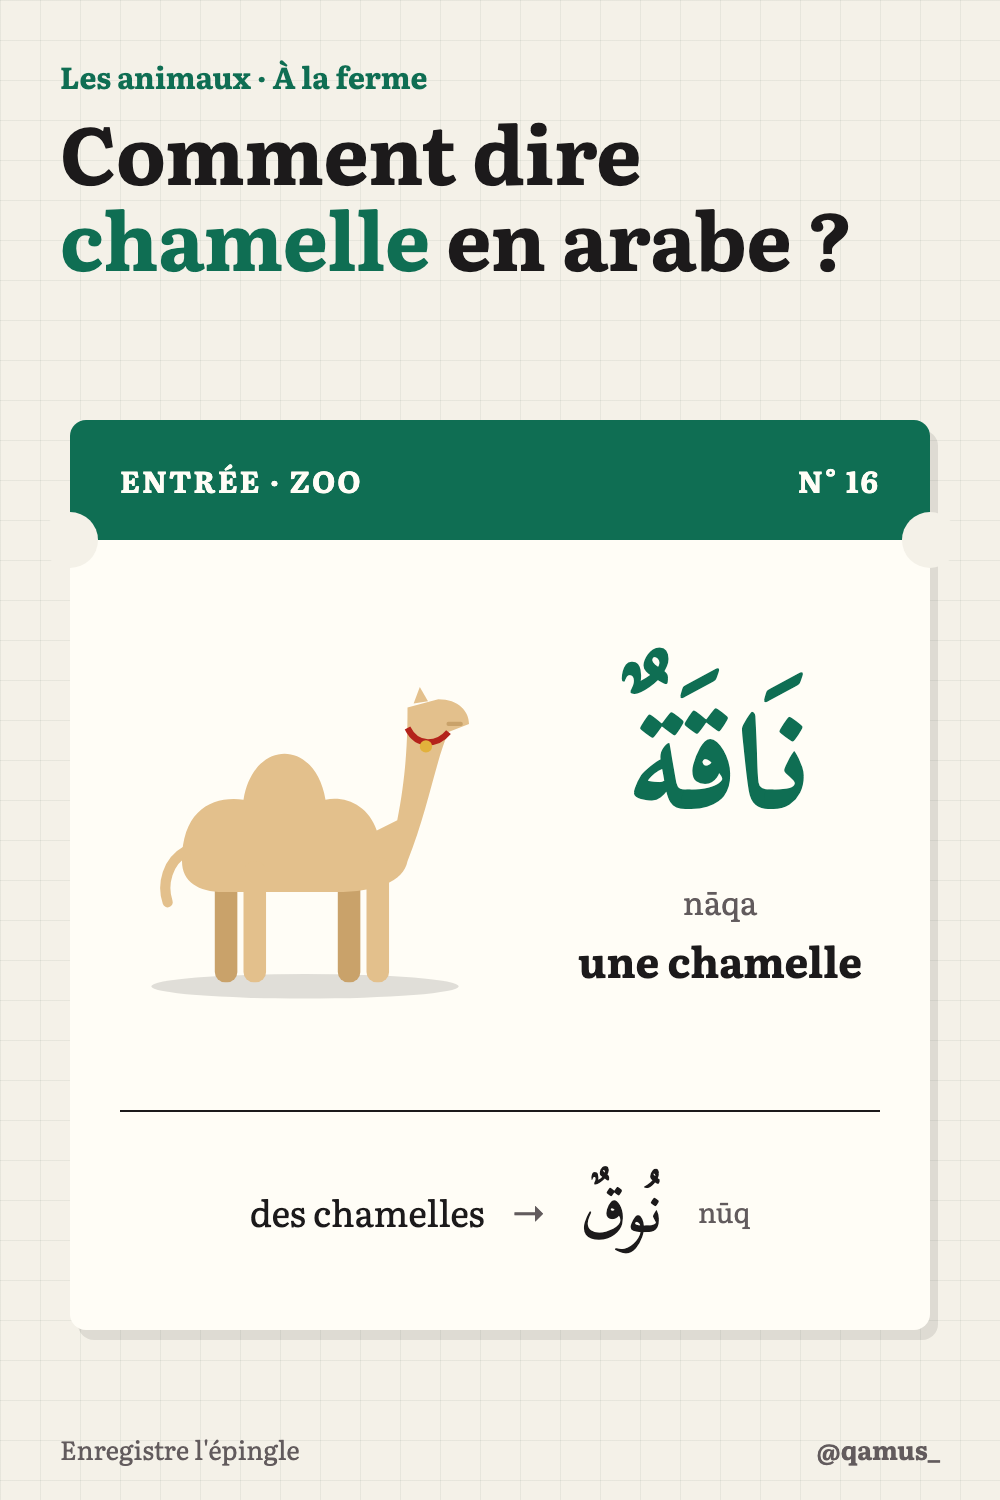 Les animaux · À la ferme
Comment dire
chamelle en arabe ?
ENTRÉE · ZOO
N° 16
نَاقَةٌ
nāqa
une chamelle
des chamelles → نُوقٌ nūq
Enregistre l'épingle
@qamus_